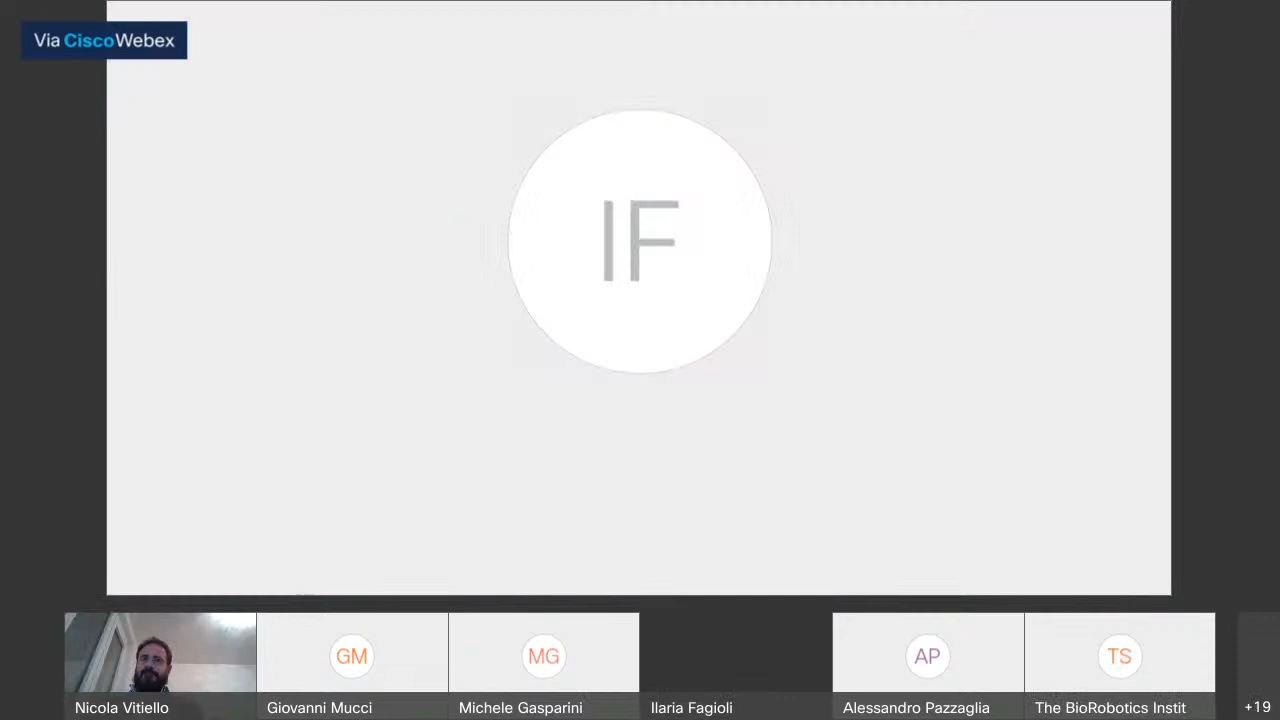 Via CiscoWebex
IF
GM
MG
AP
TS
Nicola Vitiello
Giovanni Mucci
Michele Gasparini
Ilaria Fagioli
Alessandro Pazzaglia
The BioRobotics Instit
+19